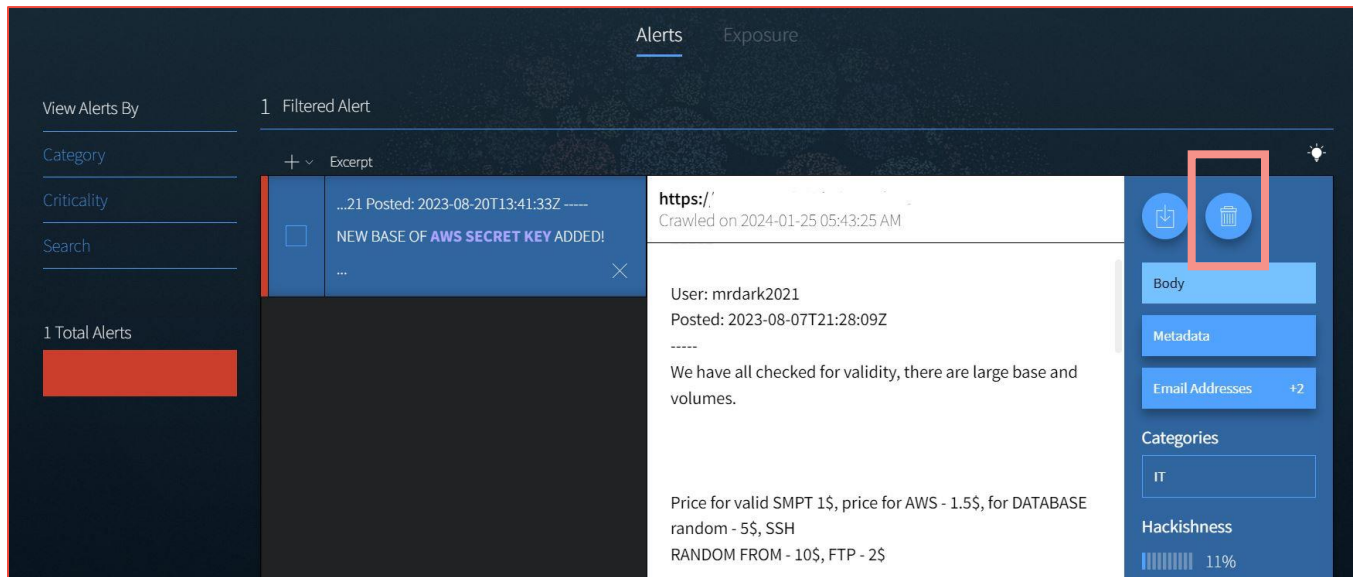 Alerts
Exposure
View Alerts By
Category
Criticality
Search
1 Total Alerts
1 Filtered Alert
Excerpt
...21 Posted: 2023-08-20T13:41:33Z -----
NEW BASE OF AWS SECRET KEY ADDED!
...
https:/
Crawled on 2024-01-25 05:43:25 AM
User: mrdark2021
Posted: 2023-08-07T21:28:09Z
-----
We have all checked for validity, there are large base and
volumes.
Price for valid SMPT 1$, price for AWS - 1.5$, for DATABASE
random - 5$, SSH
RANDOM FROM - 10$, FTP - 2$
Body
Metadata
Email Addresses +2
Categories
IT
Hackishness
11%